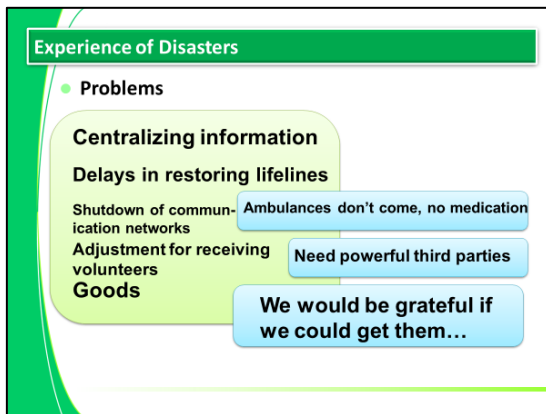 Experience of Disasters
Problems
Centralizing information
Delays in restoring lifelines
Shutdown of commun-
ication networks
Ambulances don't come, no medication
Adjustment for receiving
volunteers
Need powerful third parties
Goods
We would be grateful if
we could get them…